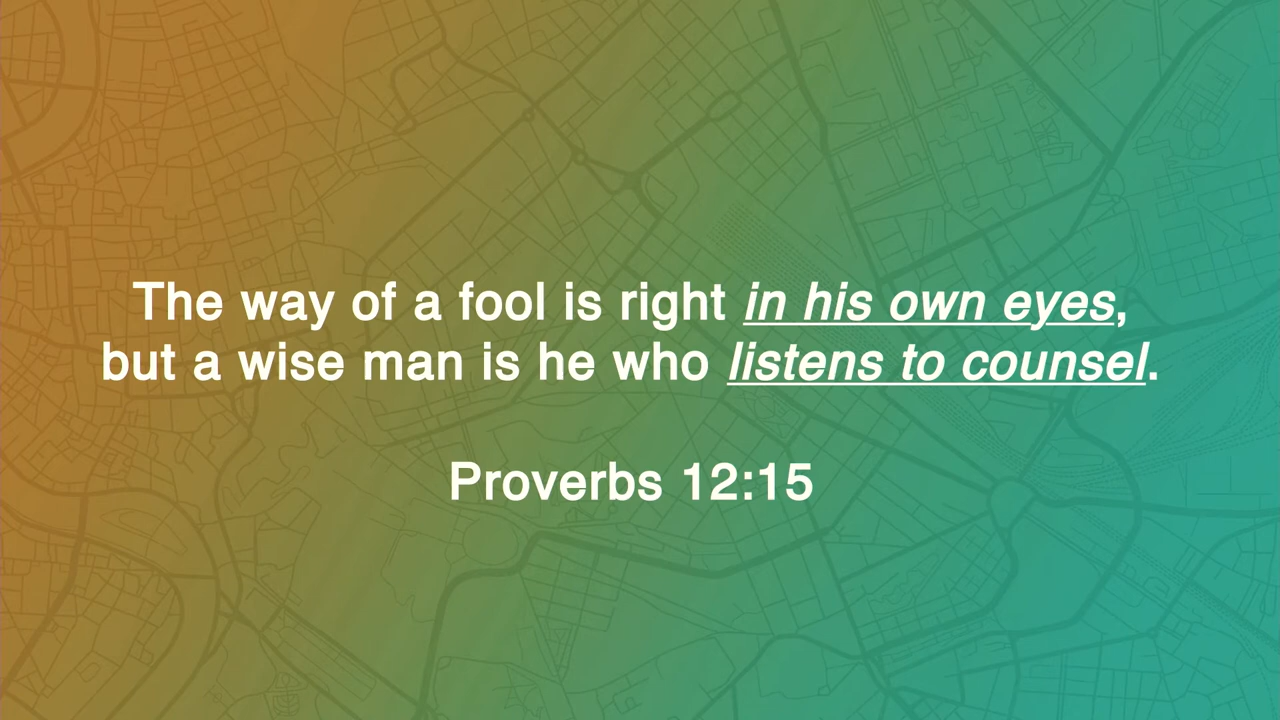 The way of a fool is right in his own eyes,
but a wise man is he who listens to counsel.
Proverbs 12:15